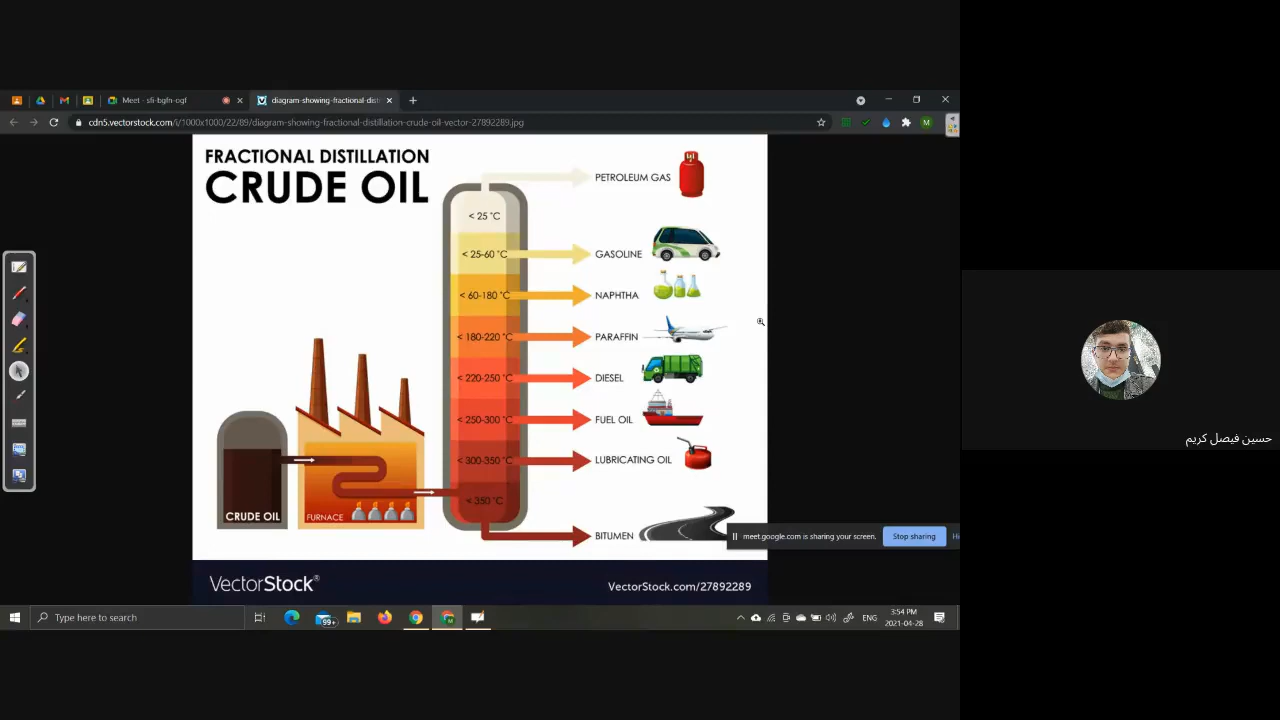 Meet - sfi-bgfn-ogf
diagram-showing-fractional-dist
cdn5.vectorstock.com/i/1000x1000/22/89/diagram-showing-fractional-distillation-crude-oil-vector-27892289.jpg
M
FRACTIONAL DISTILLATION
CRUDE OIL
PETROLEUM GAS
< 25 °C
< 25-60 °C
GASOLINE
< 60-180 °C
NAPHTHA
< 180-220 °C
PARAFFIN
< 220-250 °C
DIESEL
< 250-300 °C
FUEL OIL
< 300-350 °C
LUBRICATING OIL
< 350 °C
BITUMEN
CRUDE OIL
FURNACE
حسين فيصل كريم
meet.google.com is sharing your screen.
Stop sharing
Hi
VectorStock®
VectorStock.com/27892289
Type here to search
99+
ENG
3:54 PM
2021-04-28